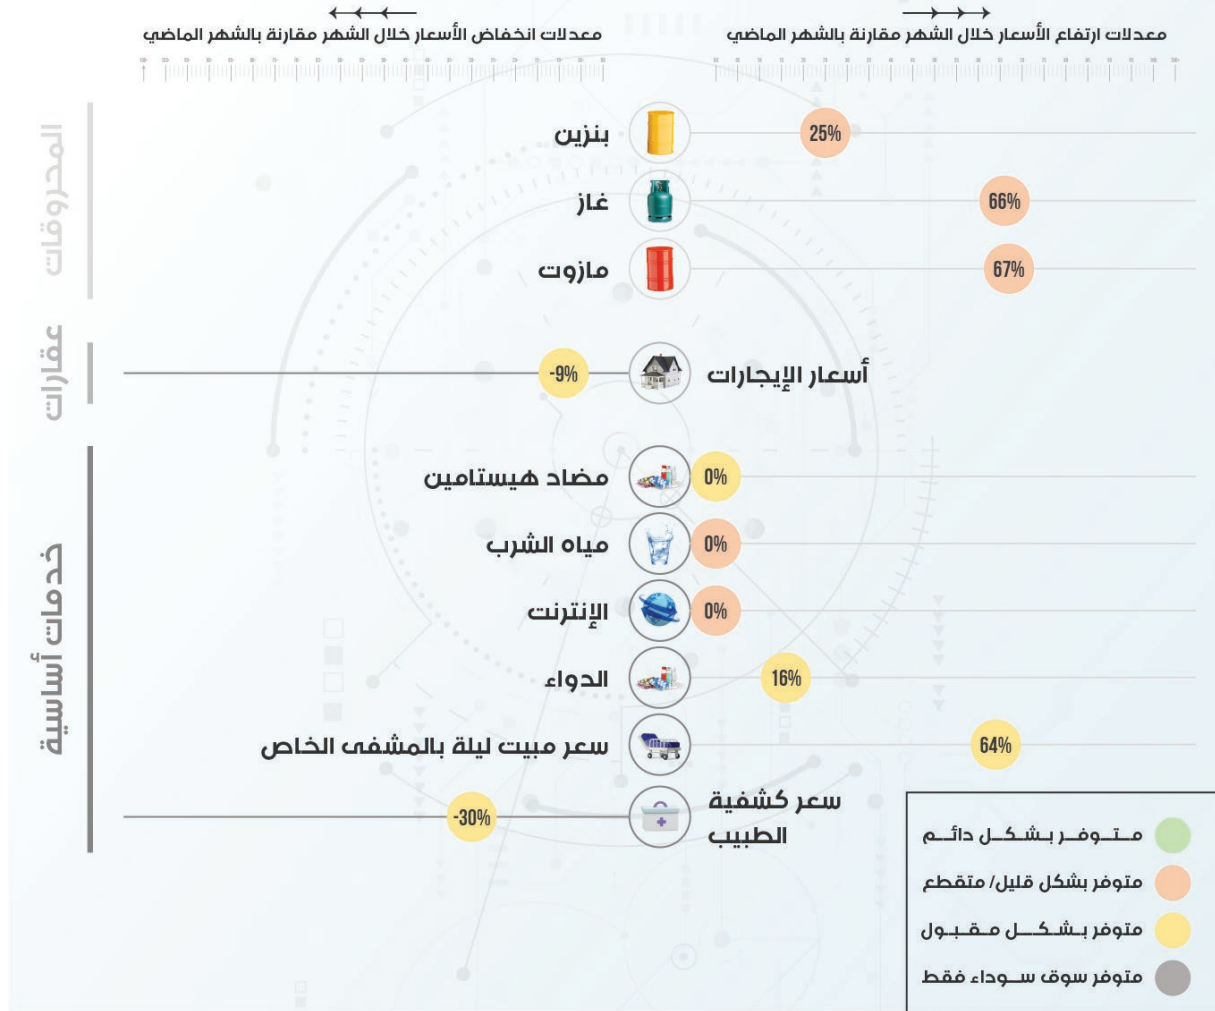 معدلات ارتفاع الأسعار خلال الشهر مقارنة بالشهر الماضي
معدلات انخفاض الأسعار خلال الشهر مقارنة بالشهر الماضي
المحروقات
بنزين
25%
غاز
66%
مازوت
67%
عقارات
أسعار الإيجارات
-9%
خدمات أساسية
مضاد هيستامين
0%
مياه الشرب
0%
الإنترنت
0%
الدواء
16%
سعر مبيت ليلة بالمشفى الخاص
64%
سعر كشفية
الطبيب
-30%
متوفر بشكل دائم
متوفر بشكل قليل/ متقطع
متوفر بشكل مقبول
متوفر سوق سوداء فقط